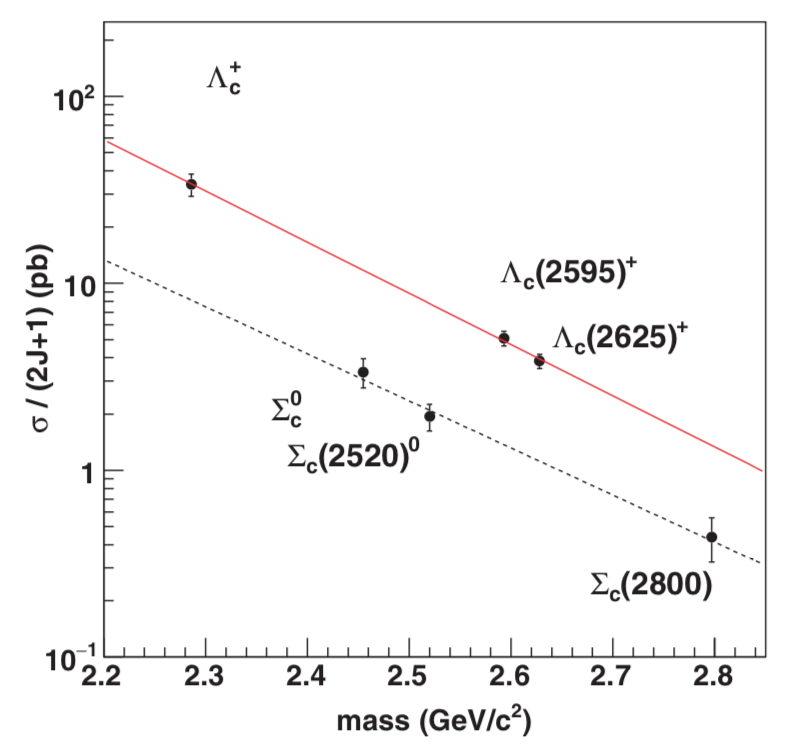 Λc+
10²
Λc(2595)+
Λc(2625)+
10
σ / (2J+1) (pb)
Σc0
Σc(2520)0
1
Σc(2800)
10⁻¹
2.2 2.3 2.4 2.5 2.6 2.7 2.8
mass (GeV/c²)